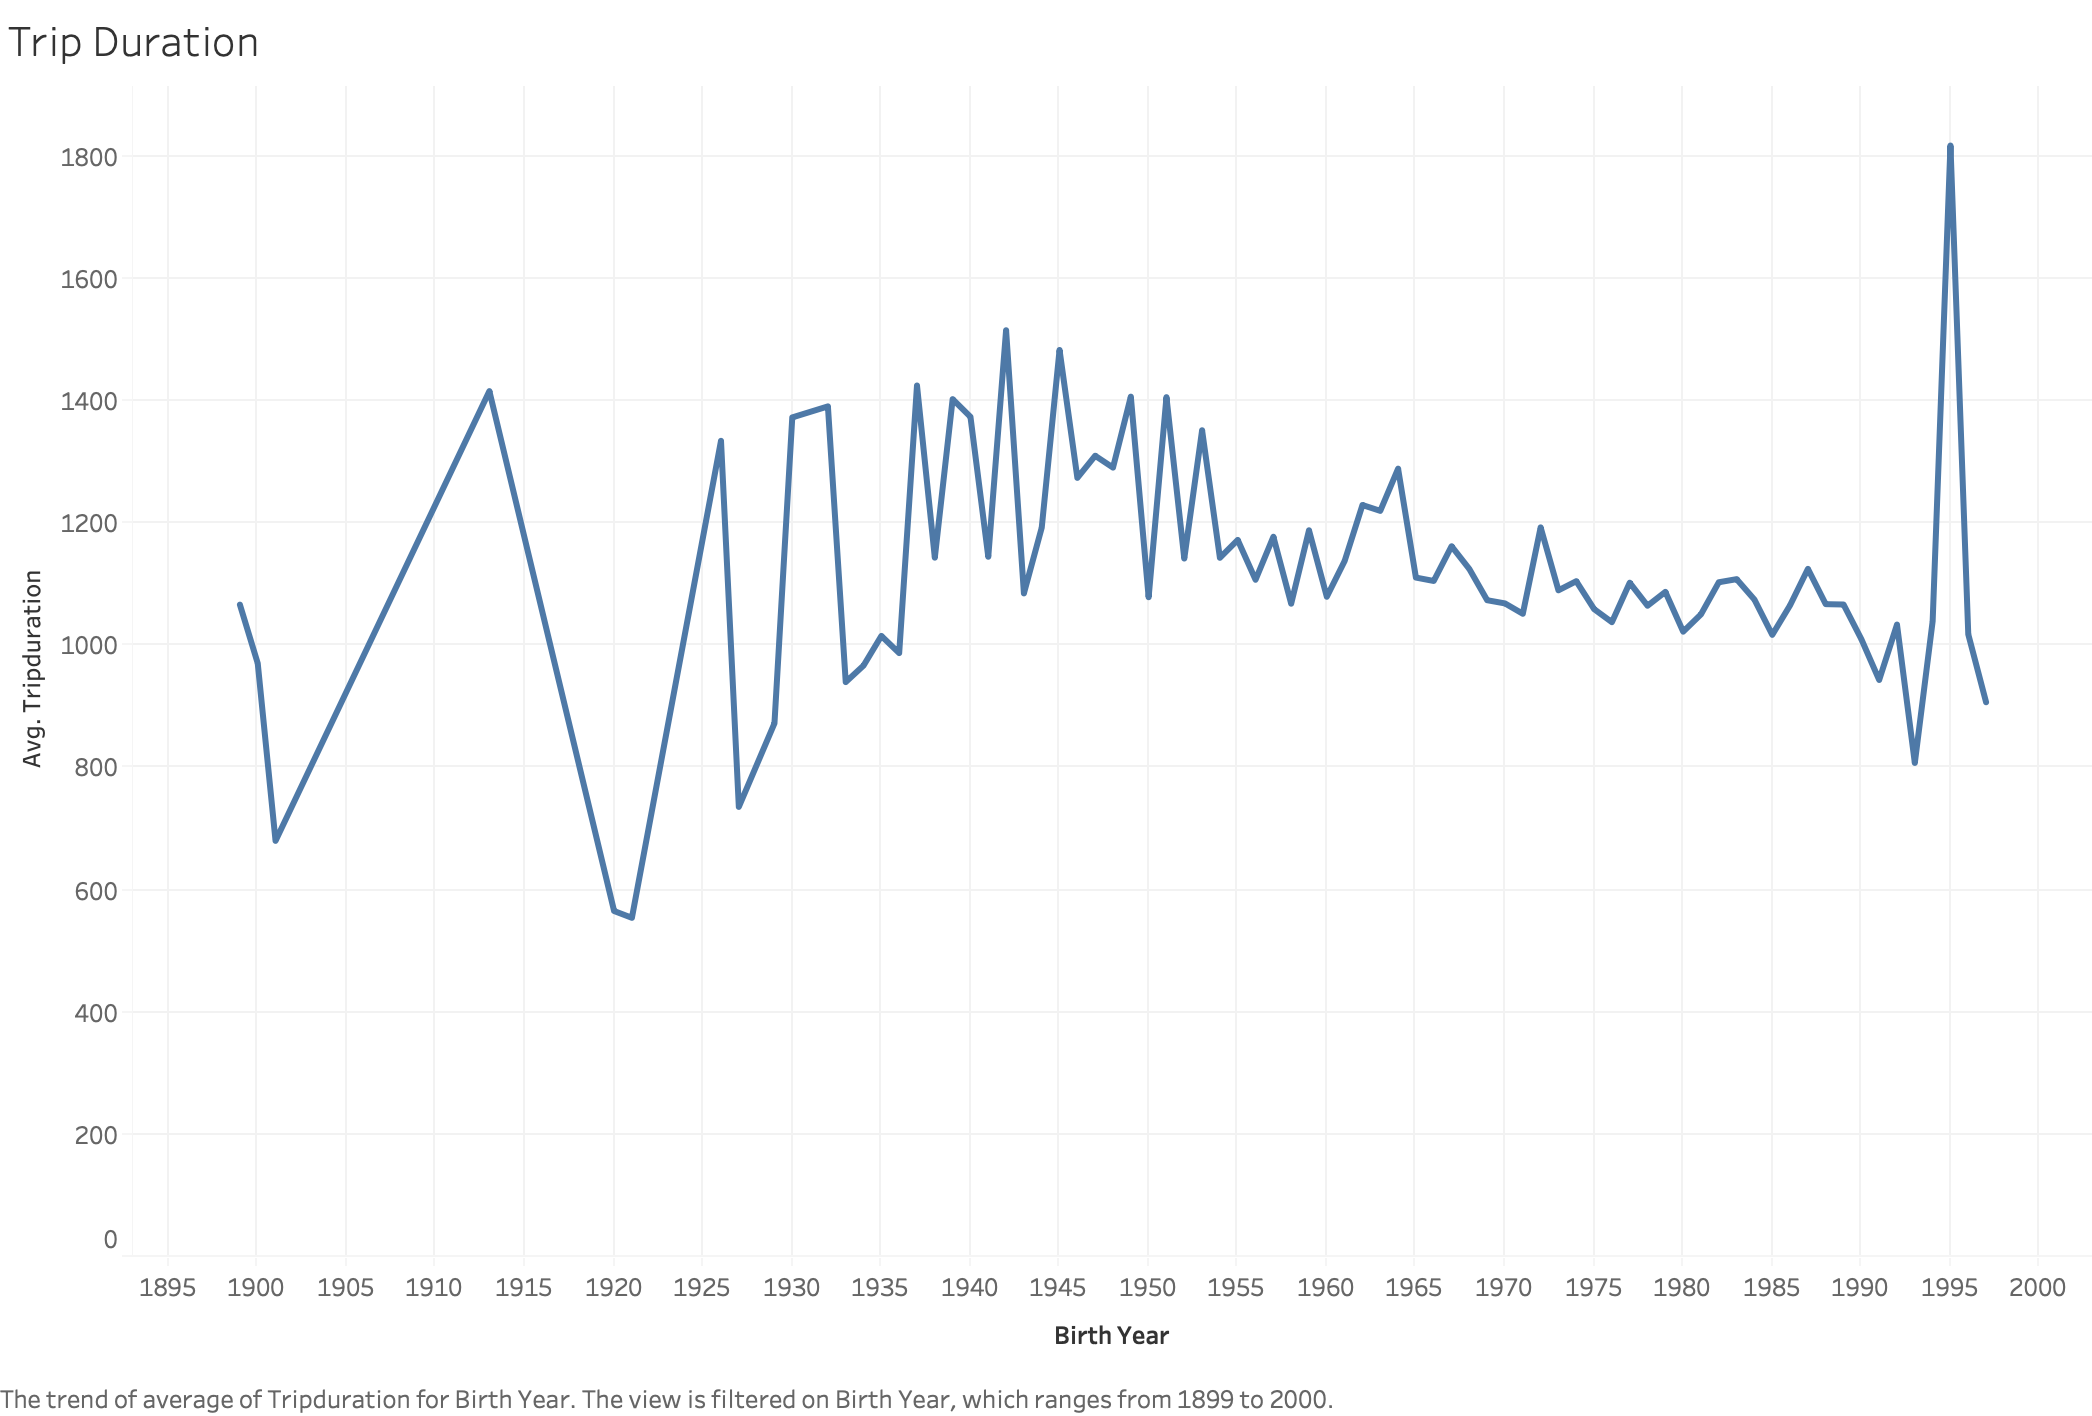 Trip Duration
1800
1600
1400
1200
1000
800
600
400
200
0
Avg. Tripduration
1895 1900 1905 1910 1915 1920 1925 1930 1935 1940 1945 1950 1955 1960 1965 1970 1975 1980 1985 1990 1995 2000
Birth Year
The trend of average of Tripduration for Birth Year. The view is filtered on Birth Year, which ranges from 1899 to 2000.